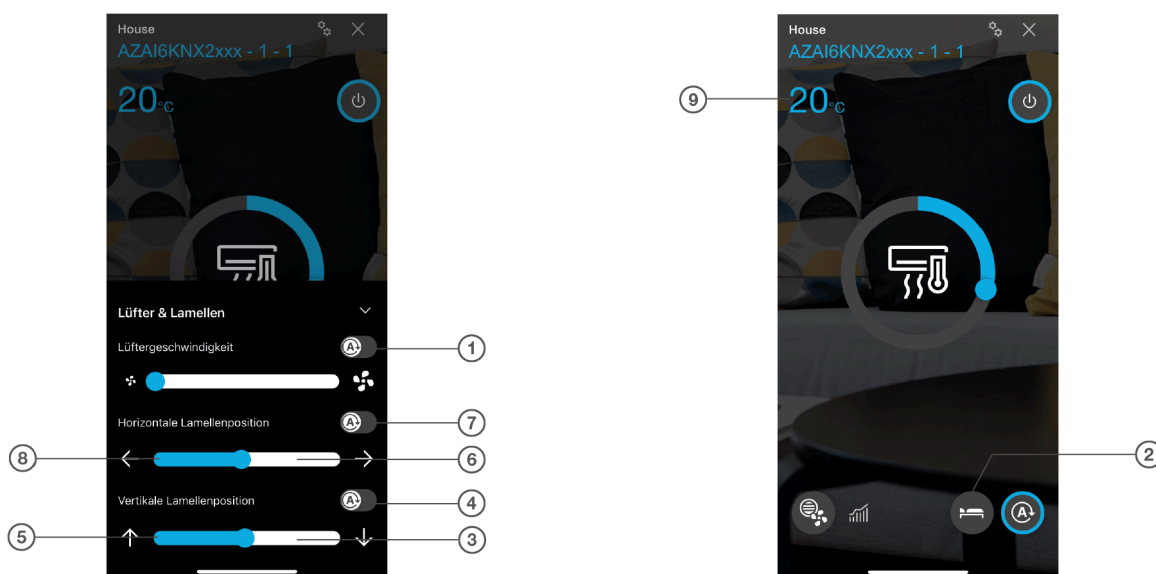 House
AZAI6KNX2xxx - 1 - 1
20°C
A
Lüfter & Lamellen
Lüftergeschwindigkeit
A
1
Horizontale Lamellenposition
A
7
8
6
Vertikale Lamellenposition
A
4
5
3
House
AZAI6KNX2xxx - 1 - 1
9
20°C
2
A